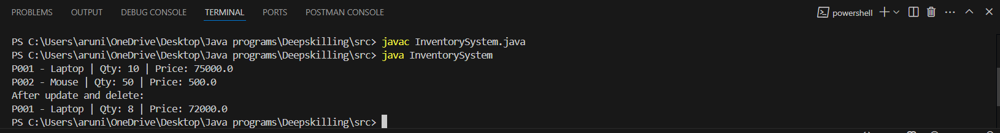 PROBLEMS OUTPUT DEBUG CONSOLE TERMINAL PORTS POSTMAN CONSOLE powershell
PS C:\Users\aruni\OneDrive\Desktop\Java programs\Deepskilling\src> javac InventorySystem.java
PS C:\Users\aruni\OneDrive\Desktop\Java programs\Deepskilling\src> java InventorySystem
P001 - Laptop | Qty: 10 | Price: 75000.0
P002 - Mouse | Qty: 50 | Price: 500.0
After update and delete:
P001 - Laptop | Qty: 8 | Price: 72000.0
PS C:\Users\aruni\OneDrive\Desktop\Java programs\Deepskilling\src>